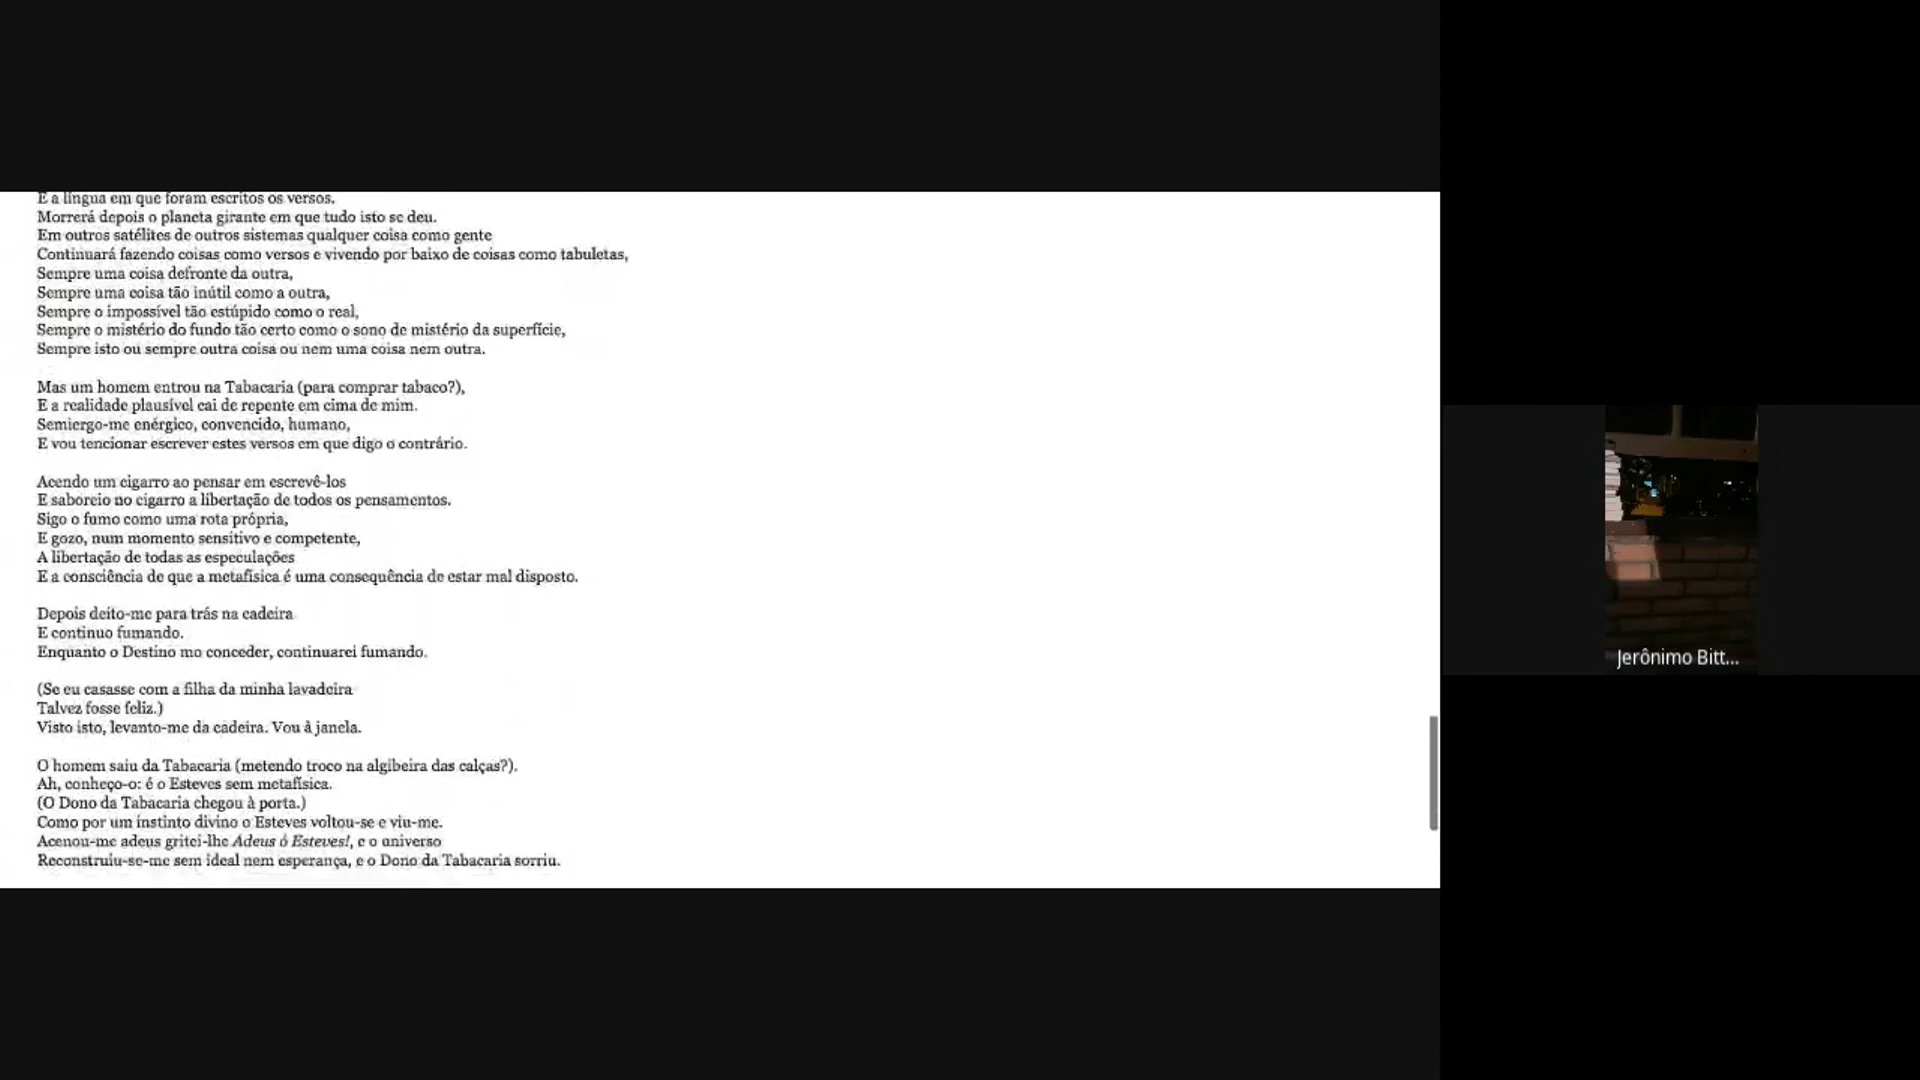 E a língua em que foram escritos os versos.
Morrerá depois o planeta girante em que tudo isto se deu.
Em outros satélites de outros sistemas qualquer coisa como gente
Continuará fazendo coisas como versos e vivendo por baixo de coisas como tabuletas,
Sempre uma coisa defronte da outra,
Sempre uma coisa tão inútil como a outra,
Sempre o impossível tão estúpido como o real,
Sempre o mistério do fundo tão certo como o sono de mistério da superfície,
Sempre isto ou sempre outra coisa ou nem uma coisa nem outra.
Mas um homem entrou na Tabacaria (para comprar tabaco?),
E a realidade plausível cai de repente em cima de mim.
Semiergo-me enérgico, convencido, humano,
E vou tencionar escrever estes versos em que digo o contrário.
Acendo um cigarro ao pensar em escrevê-los
E saboreio no cigarro a libertação de todos os pensamentos.
Sigo o fumo como uma rota própria,
E gozo, num momento sensitivo e competente,
A libertação de todas as especulações
E a consciência de que a metafísica é uma consequência de estar mal disposto.
Depois deito-me para trás na cadeira
E continuo fumando.
Enquanto o Destino mo conceder, continuarei fumando.
(Se eu casasse com a filha da minha lavadeira
Talvez fosse feliz.)
Visto isto, levanto-me da cadeira. Vou à janela.
O homem saiu da Tabacaria (metendo troco na algibeira das calças?).
Ah, conheço-o: é o Esteves sem metafísica.
(O Dono da Tabacaria chegou à porta.)
Como por um instinto divino o Esteves voltou-se e viu-me.
Acenou-me adeus gritei-lhe Adeus ó Esteves!, e o universo
Reconstruiu-se-me sem ideal nem esperança, e o Dono da Tabacaria sorriu.
Jerônimo Bitt...